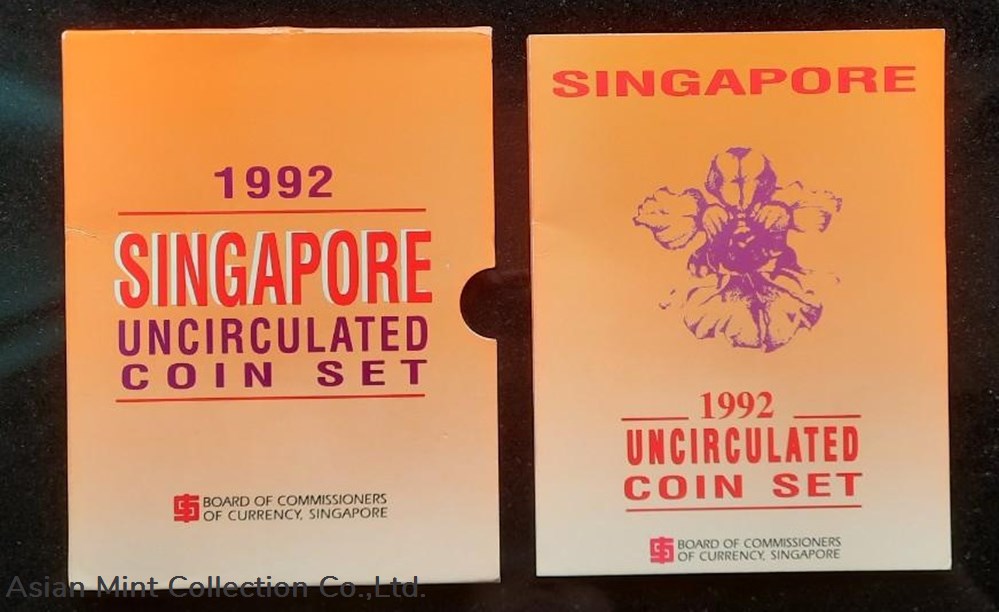 1992
SINGAPORE
UNCIRCULATED
COIN SET
BOARD OF COMMISSIONERS
OF CURRENCY, SINGAPORE
SINGAPORE
1992
UNCIRCULATED
COIN SET
BOARD OF COMMISSIONERS
OF CURRENCY, SINGAPORE
Asian Mint Collection Co.,Ltd.